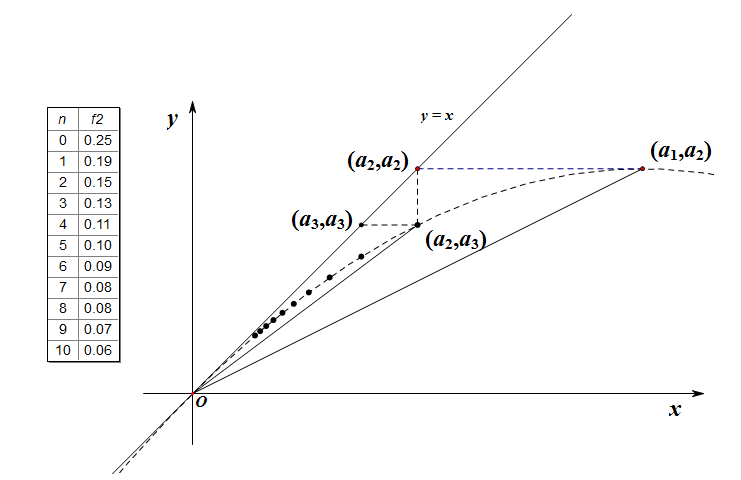 n f2
0 0.25
1 0.19
2 0.15
3 0.13
4 0.11
5 0.10
6 0.09
7 0.08
8 0.08
9 0.07
10 0.06
y
y = x
(a₂,a₂)
(a₁,a₂)
(a₃,a₃)
(a₂,a₃)
O
x